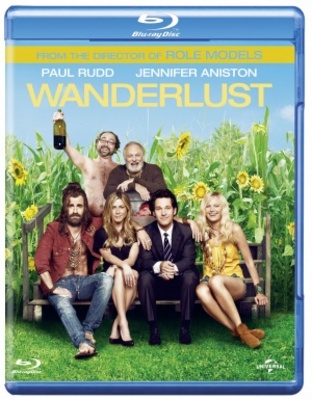 Blu-ray Disc
FROM THE DIRECTOR OF ROLE MODELS
PAUL RUDD JENNIFER ANISTON
WANDERLUST
Blu-ray Disc
UNIVERSAL